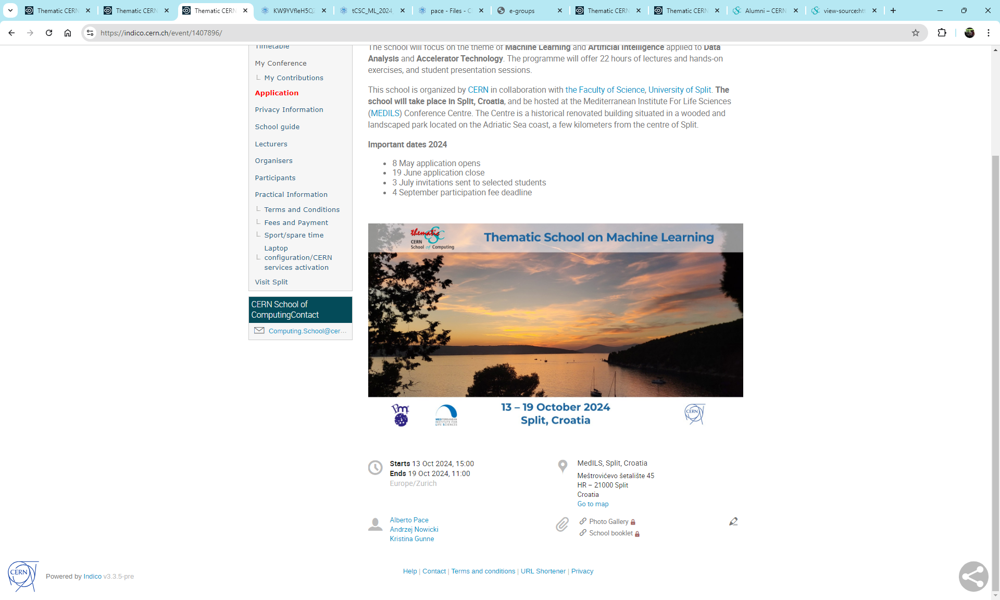 Thematic CERN
Thematic CERN
Thematic CERN
KW9YVfleH5Q
tCSC_ML_2024
pace - Files - C
e-groups
Thematic CERN
Thematic CERN
Alumni – CERN
view-source:ht
https://indico.cern.ch/event/1407896/
Timetable
My Conference
My Contributions
Application
Privacy Information
School guide
Lecturers
Organisers
Participants
Practical Information
Terms and Conditions
Fees and Payment
Sport/spare time
Laptop
configuration/CERN
services activation
Visit Split
CERN School of
ComputingContact
Computing.School@cer...
The school will focus on the theme of Machine Learning and Artificial Intelligence applied to Data
Analysis and Accelerator Technology. The programme will offer 22 hours of lectures and hands-on
exercises, and student presentation sessions.
This school is organized by CERN in collaboration with the Faculty of Science, University of Split. The
school will take place in Split, Croatia, and be hosted at the Mediterranean Institute For Life Sciences
(MEDILS) Conference Centre. The Centre is a historical renovated building situated in a wooded and
landscaped park located on the Adriatic Sea coast, a few kilometers from the centre of Split.
Important dates 2024
• 8 May application opens
• 19 June application close
• 3 July invitations sent to selected students
• 4 September participation fee deadline
thematic CSC
CERN
School of Computing
Thematic School on Machine Learning
Pmf
MEDITERRANEAN
INSTITUTE FOR
LIFE SCIENCES
13 – 19 October 2024
Split, Croatia
CERN
Starts 13 Oct 2024, 15:00
Ends 19 Oct 2024, 11:00
Europe/Zurich
MedILS, Split, Croatia
Meštrovićevo šetalište 45
HR – 21000 Split
Croatia
Go to map
Alberto Pace
Andrzej Nowicki
Kristina Gunne
Photo Gallery
School booklet
CERN
Powered by Indico v3.3.5-pre
Help | Contact | Terms and conditions | URL Shortener | Privacy